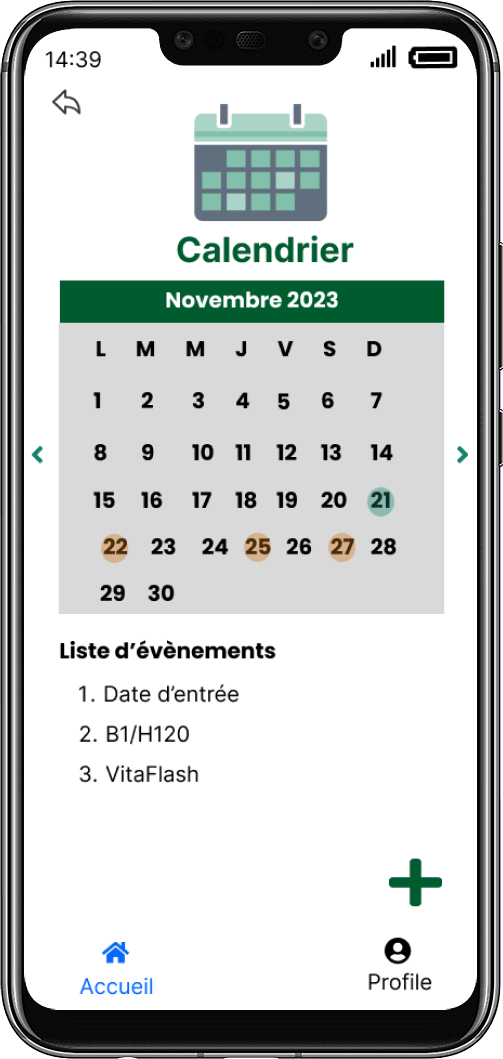 14:39
Calendrier
Novembre 2023
L M M J V S D
1 2 3 4 5 6 7
8 9 10 11 12 13 14
15 16 17 18 19 20 21
22 23 24 25 26 27 28
29 30
Liste d’évènements
1. Date d’entrée
2. B1/H120
3. VitaFlash
Accueil Profile